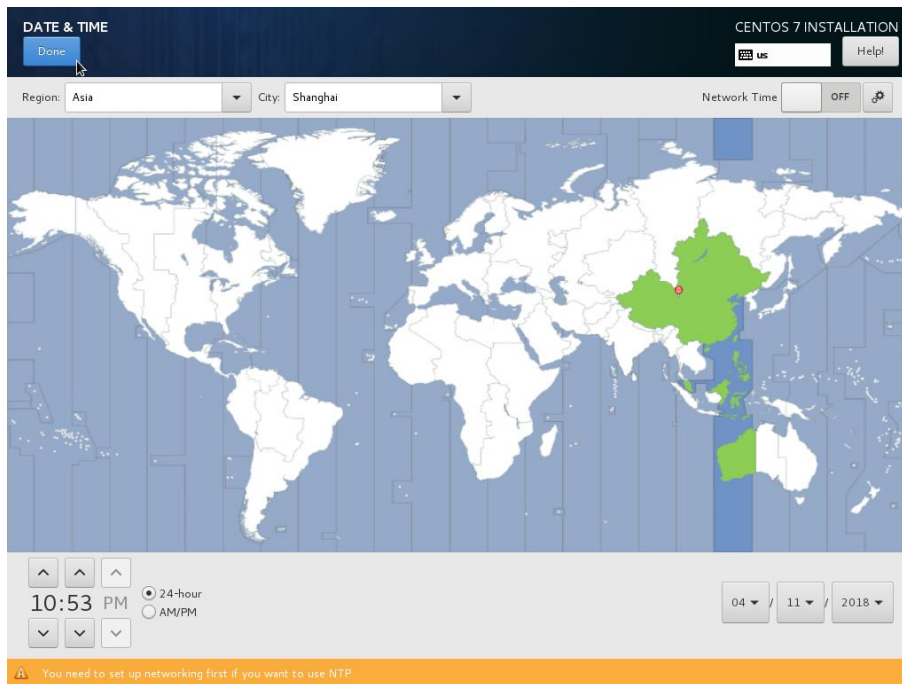 DATE & TIME
CENTOS 7 INSTALLATION
Done
us
Help!
Region: Asia City: Shanghai Network Time OFF
10:53 PM
24-hour
AM/PM
04 / 11 / 2018
You need to set up networking first if you want to use NTP